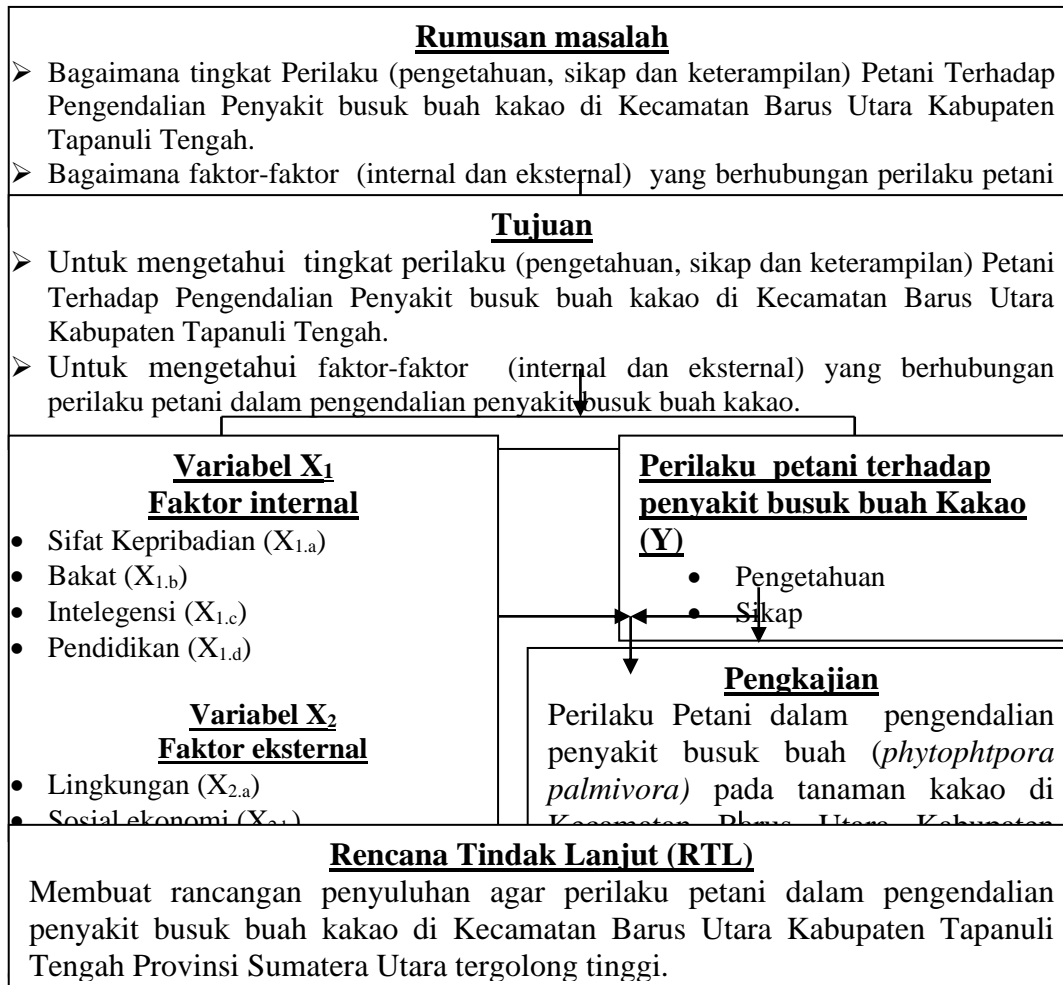 Rumusan masalah
➢ Bagaimana tingkat Perilaku (pengetahuan, sikap dan keterampilan) Petani Terhadap
Pengendalian Penyakit busuk buah kakao di Kecamatan Barus Utara Kabupaten
Tapanuli Tengah.
➢ Bagaimana faktor-faktor (internal dan eksternal) yang berhubungan perilaku petani
Tujuan
➢ Untuk mengetahui tingkat perilaku (pengetahuan, sikap dan keterampilan) Petani
Terhadap Pengendalian Penyakit busuk buah kakao di Kecamatan Barus Utara
Kabupaten Tapanuli Tengah.
➢ Untuk mengetahui faktor-faktor (internal dan eksternal) yang berhubungan
perilaku petani dalam pengendalian penyakit busuk buah kakao.
Variabel X1
Faktor internal
• Sifat Kepribadian (X1.a)
• Bakat (X1.b)
• Intelegensi (X1.c)
• Pendidikan (X1.d)
Variabel X2
Faktor eksternal
• Lingkungan (X2.a)
• Sosial ekonomi
Perilaku petani terhadap
penyakit busuk buah Kakao
(Y)
• Pengetahuan
• Sikap
Pengkajian
Perilaku Petani dalam pengendalian
penyakit busuk buah (phytophtpora
palmivora) pada tanaman kakao di
Kecamatan Barus Utara Kabupaten
Rencana Tindak Lanjut (RTL)
Membuat rancangan penyuluhan agar perilaku petani dalam pengendalian
penyakit busuk buah kakao di Kecamatan Barus Utara Kabupaten Tapanuli
Tengah Provinsi Sumatera Utara tergolong tinggi.